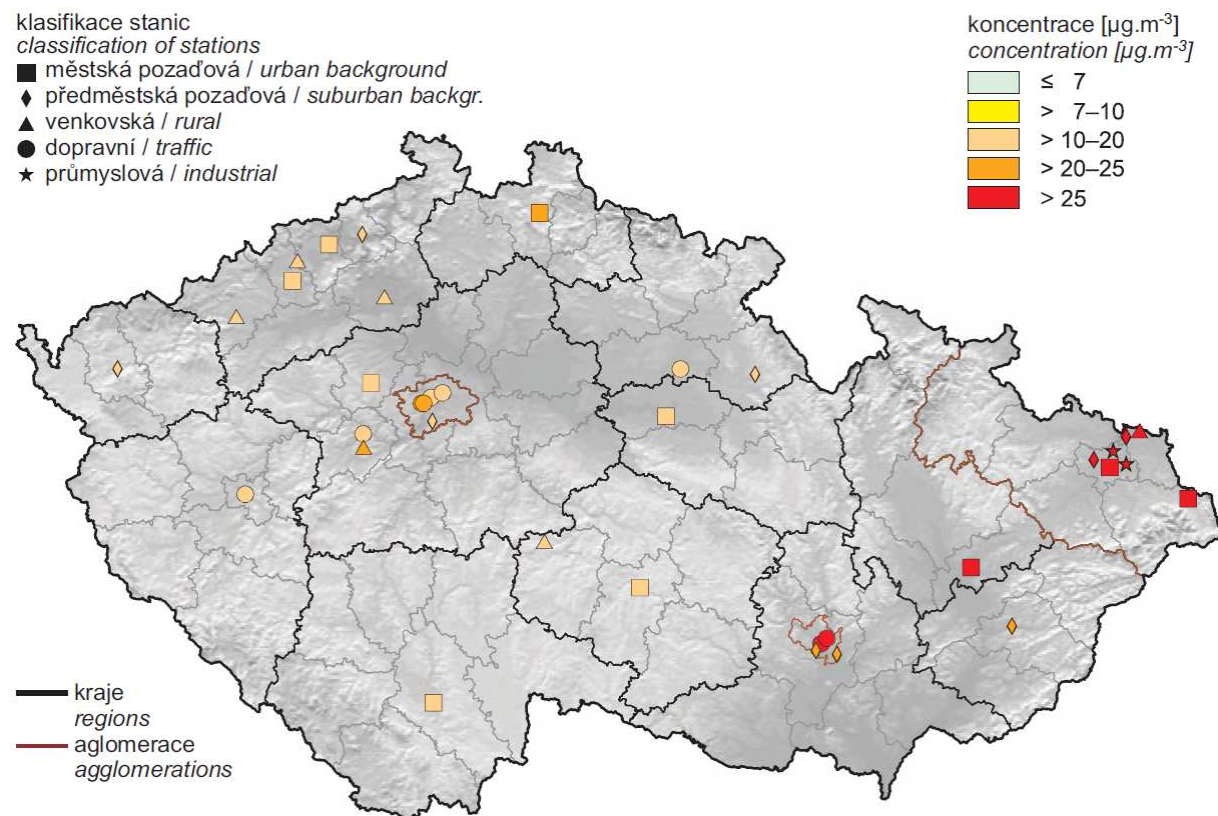 klasifikace stanic
classification of stations
městská pozaďová / urban background
předměstská pozaďová / suburban backgr.
venkovská / rural
dopravní / traffic
průmyslová / industrial
koncentrace [µg.m⁻³]
concentration [µg.m⁻³]
≤ 7
> 7–10
> 10–20
> 20–25
> 25
kraje
regions
aglomerace
agglomerations